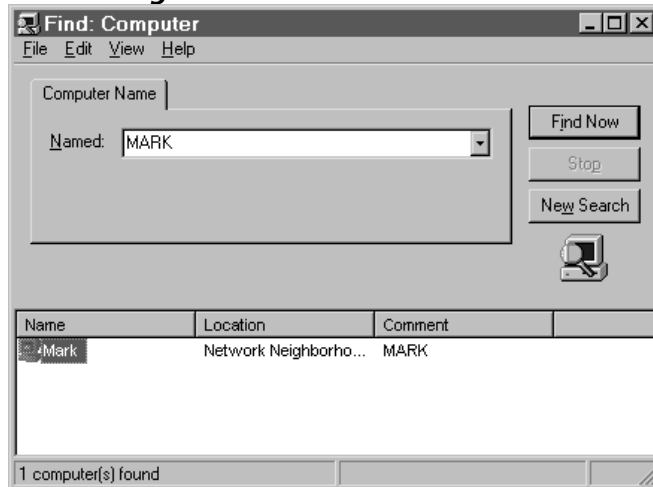 Find: Computer
File Edit View Help
Computer Name
Named: MARK
Find Now
Stop
New Search
Name Location Comment
Mark Network Neighborho... MARK
1 computer(s) found